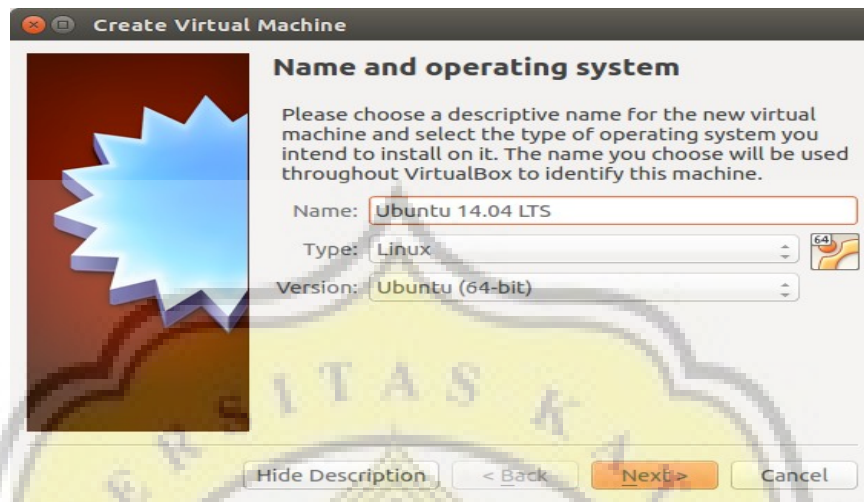 Create Virtual Machine
Name and operating system
Please choose a descriptive name for the new virtual
machine and select the type of operating system you
intend to install on it. The name you choose will be used
throughout VirtualBox to identify this machine.
Name: Ubuntu 14.04 LTS
Type: Linux
64
Version: Ubuntu (64-bit)
ERSITAS KA
Hide Description < Back Next > Cancel